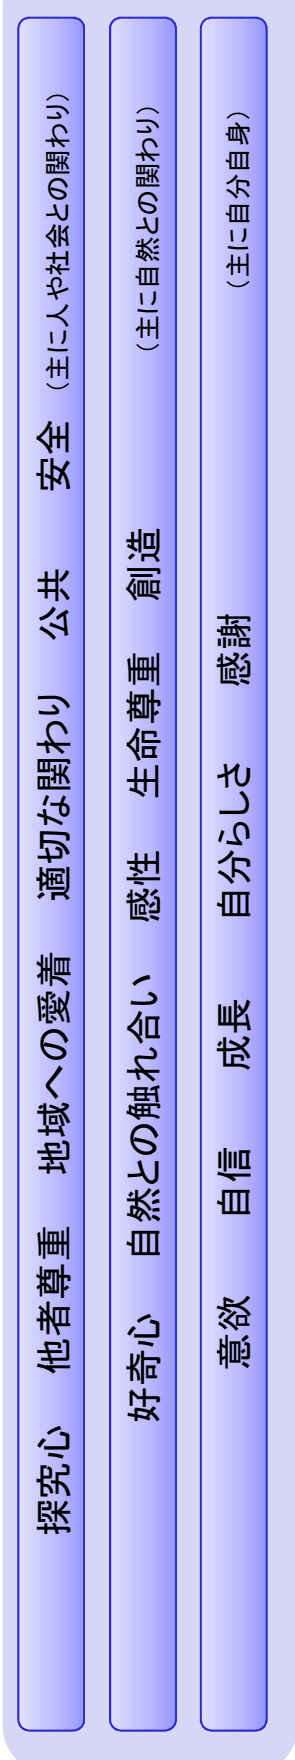 探究心 他者尊重 地域への愛着 適切な関わり 公共 安全 (主に人や社会との関わり)
好奇心 自然との触れ合い 感性 生命尊重 創造 (主に自然との関わり)
意欲 自信 成長 自分らしさ 感謝 (主に自分自身)